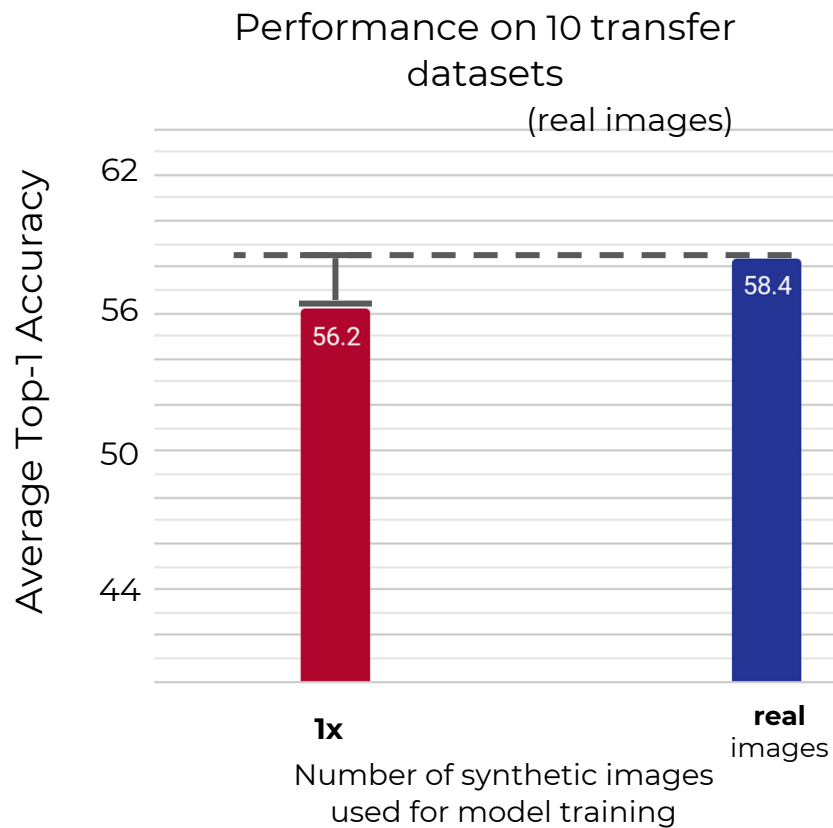 Performance on 10 transfer
datasets
(real images)
Average Top-1 Accuracy
62
56
50
44
56.2
58.4
1x
real
images
Number of synthetic images
used for model training